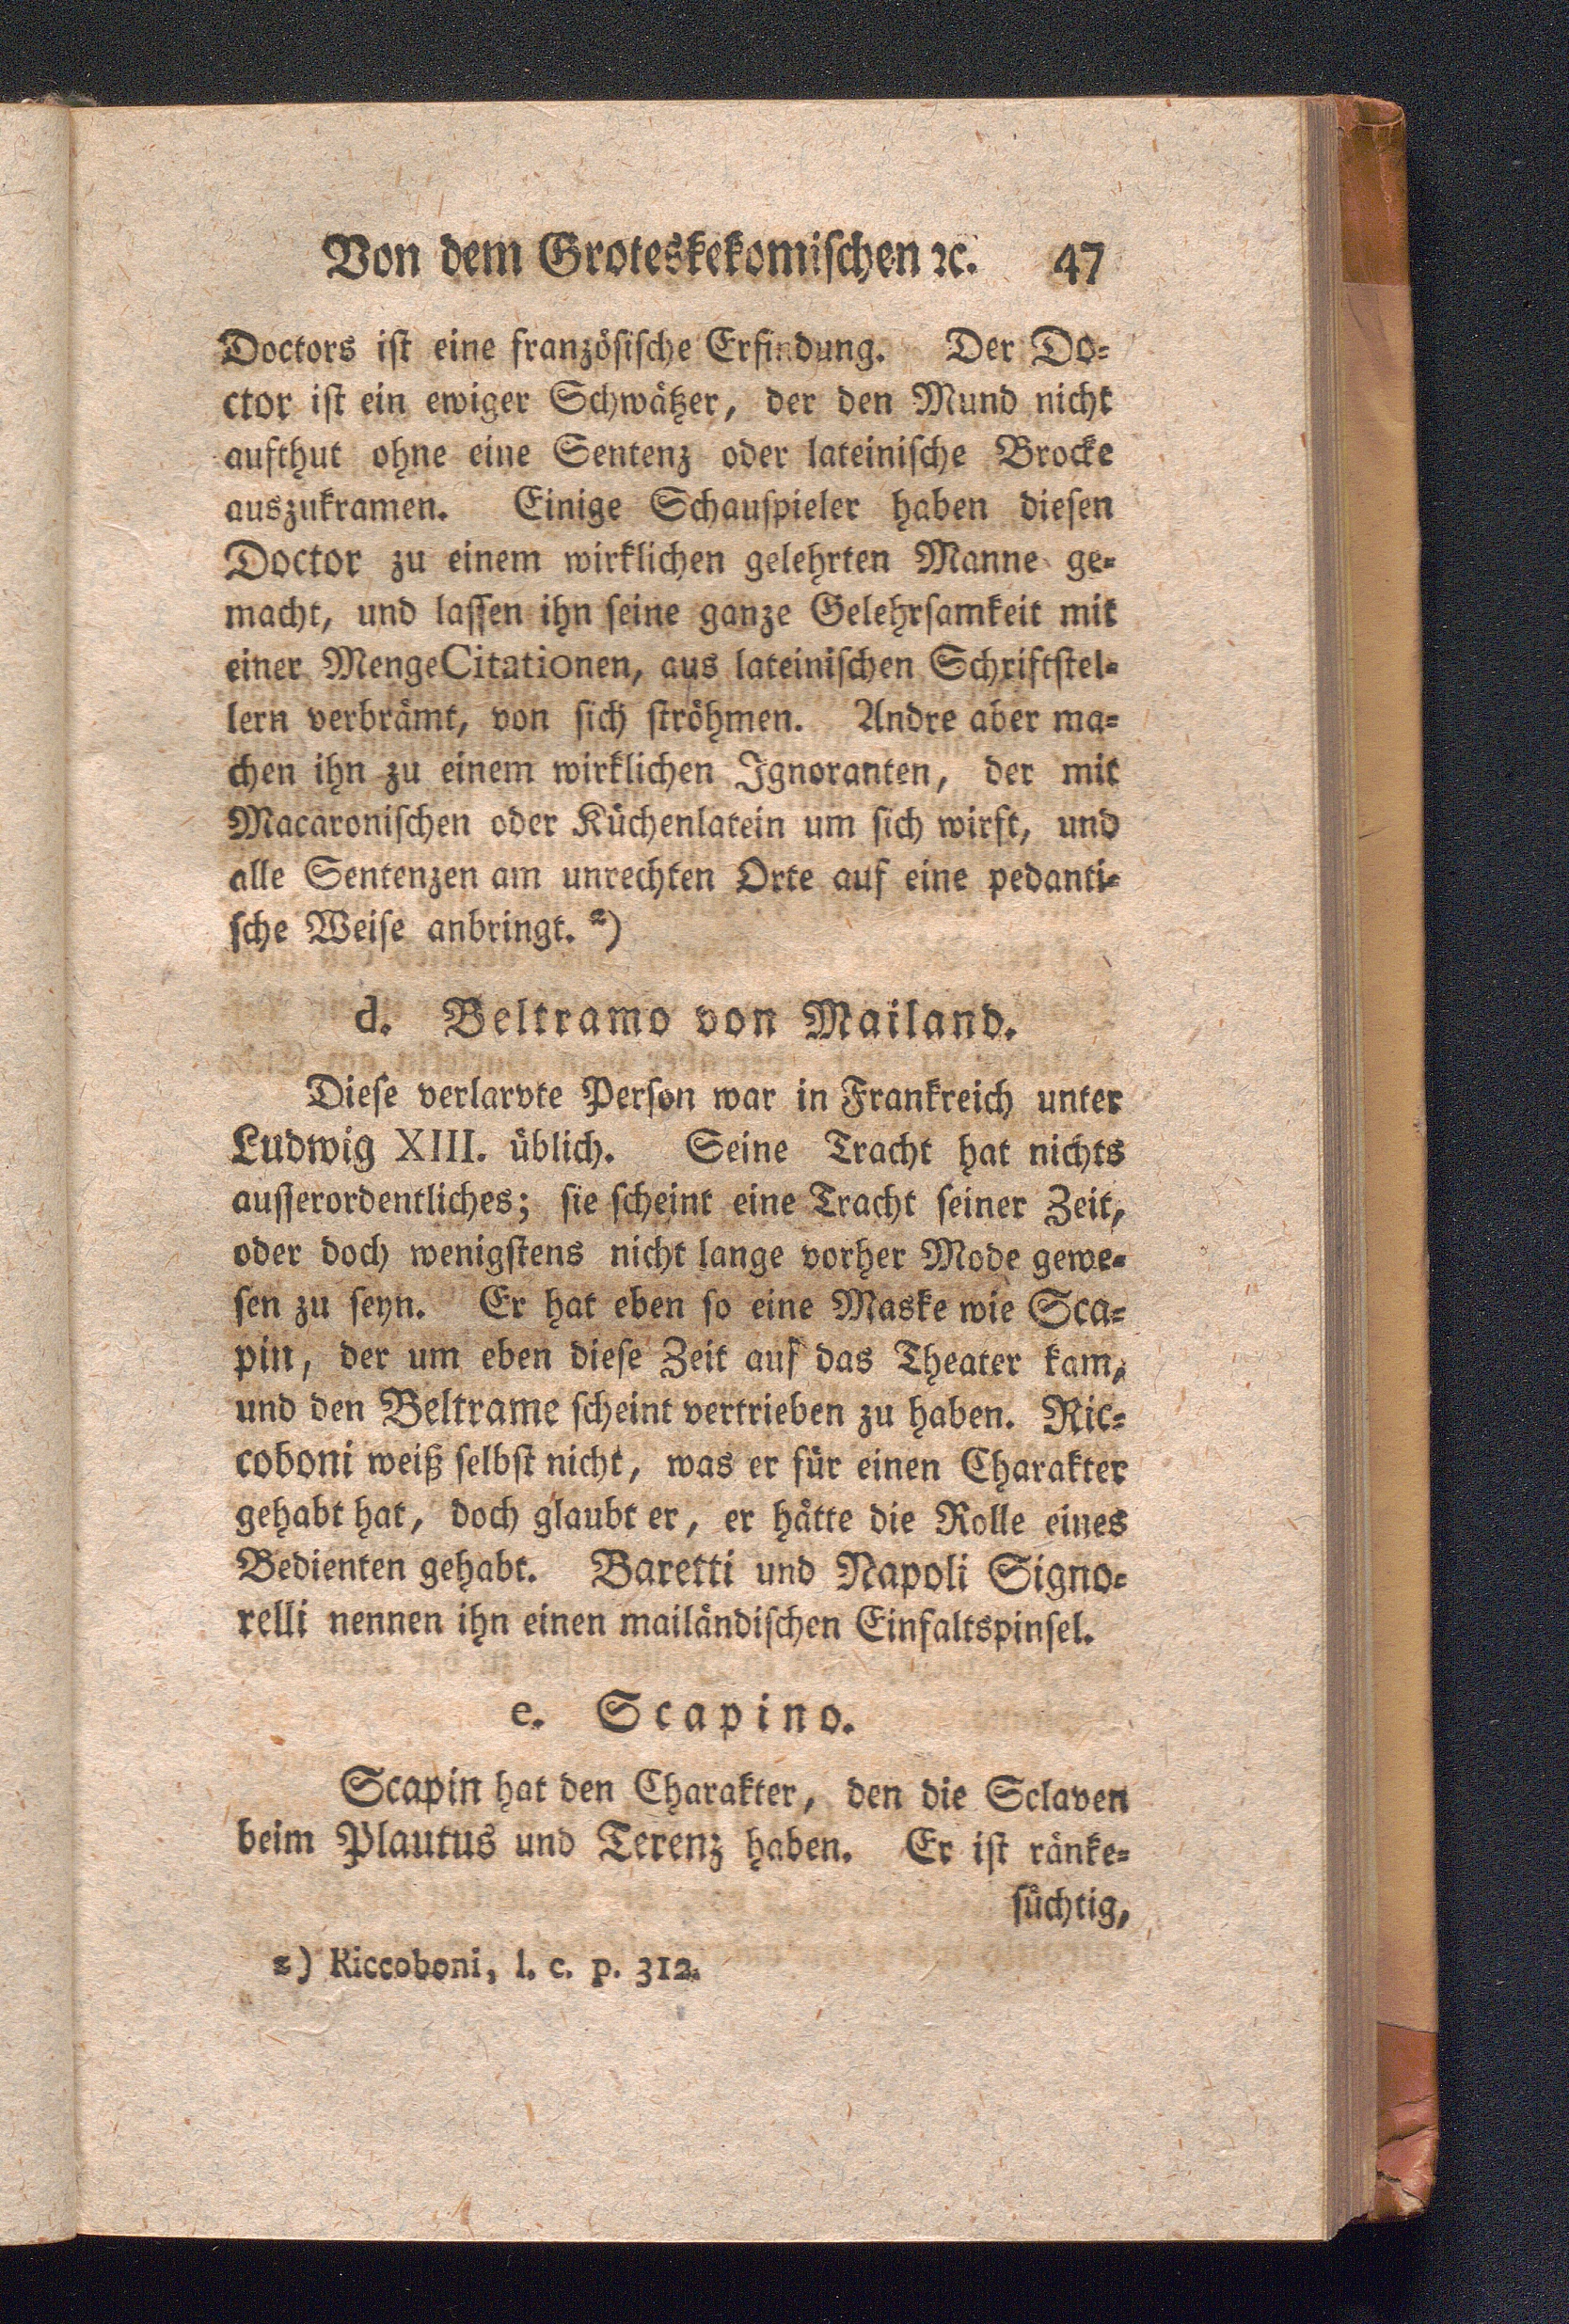 Von dem Groteskekomischen ꝛc. 47
Doctors iſt eine franzöſiſche Erfindung. Der Do⸗
ctor iſt ein ewiger Schwätzer, der den Mund nicht
aufthut ohne eine Sentenz oder lateiniſche Brocke
auszukramen. Einige Schauſpieler haben dieſen
Doctor zu einem wirklichen gelehrten Manne ge⸗
macht, und laſſen ihn ſeine ganze Gelehrſamkeit mit
einer Menge Citationen, aus lateiniſchen Schriftſtel⸗
lern verbrämt, von ſich ſtröhmen. Andre aber ma⸗
chen ihn zu einem wirklichen Ignoranten, der mit
Macaroniſchen oder Küchenlatein um ſich wirft, und
alle Sentenzen am unrechten Orte auf eine pedanti⸗
ſche Weiſe anbringt. z)
d. Beltramo von Mailand.
Dieſe verlarvte Perſon war in Frankreich unter
Ludwig XIII. üblich. Seine Tracht hat nichts
auſſerordentliches; ſie ſcheint eine Tracht ſeiner Zeit,
oder doch wenigſtens nicht lange vorher Mode gewe⸗
ſen zu ſeyn. Er hat eben ſo eine Maske wie Sca⸗
pin, der um eben dieſe Zeit auf das Theater kam,
und den Beltrame ſcheint vertrieben zu haben. Ric⸗
coboni weiß ſelbſt nicht, was er für einen Charakter
gehabt hat, doch glaubt er, er hätte die Rolle eines
Bedienten gehabt. Baretti und Napoli Signo⸗
relli nennen ihn einen mailändiſchen Einfaltspinſel.
e. Scapino.
Scapin hat den Charakter, den die Sclaven
beim Plautus und Terenz haben. Er iſt ränke⸗
ſüchtig,
z) Riccoboni, l. c. p. 312.